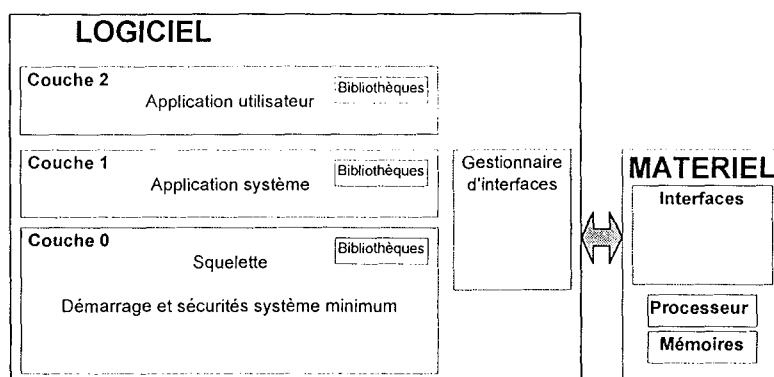 LOGICIEL
Couche 2
Bibliothèques
Application utilisateur
Couche 1
Bibliothèques
Application système
Gestionnaire
d'interfaces
Couche 0
Bibliothèques
Squelette
Démarrage et sécurités système minimum
MATERIEL
Interfaces
Processeur
Mémoires